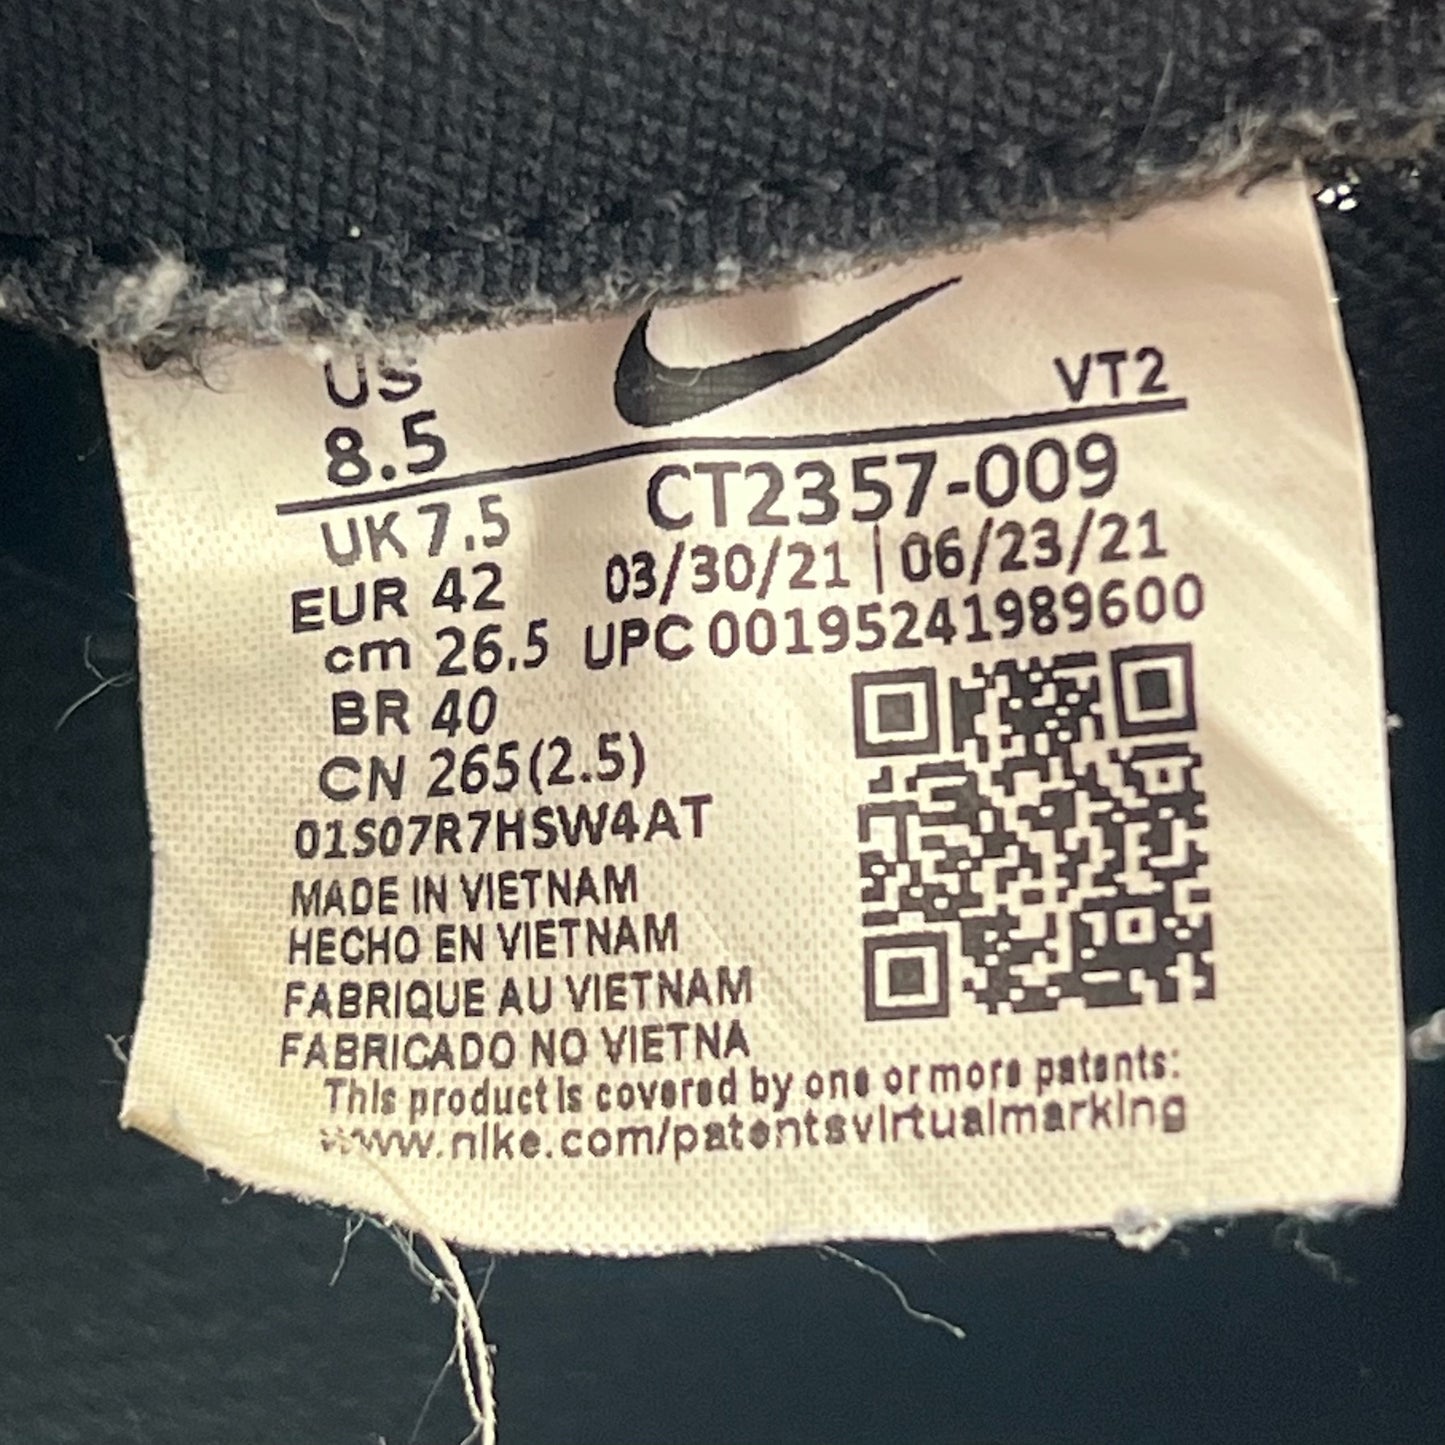 US
8.5
VT2
UK 7.5
CT2357-009
EUR 42
03/30/21 | 06/23/21
cm 26.5
UPC 00195241989600
BR 40
CN 265(2.5)
01S07R7HSW4AT
MADE IN VIETNAM
HECHO EN VIETNAM
FABRIQUE AU VIETNAM
FABRICADO NO VIETNA
This product is covered by one or more patents:
www.nike.com/patentsvirtualmarking